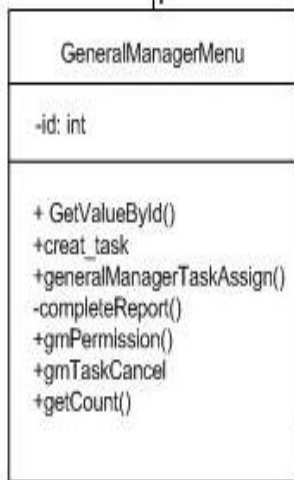 GeneralManagerMenu
-id: int
+ GetValueById()
+creat_task
+generalManagerTaskAssign()
-completeReport()
+gmPermission()
+gmTaskCancel
+getCount()